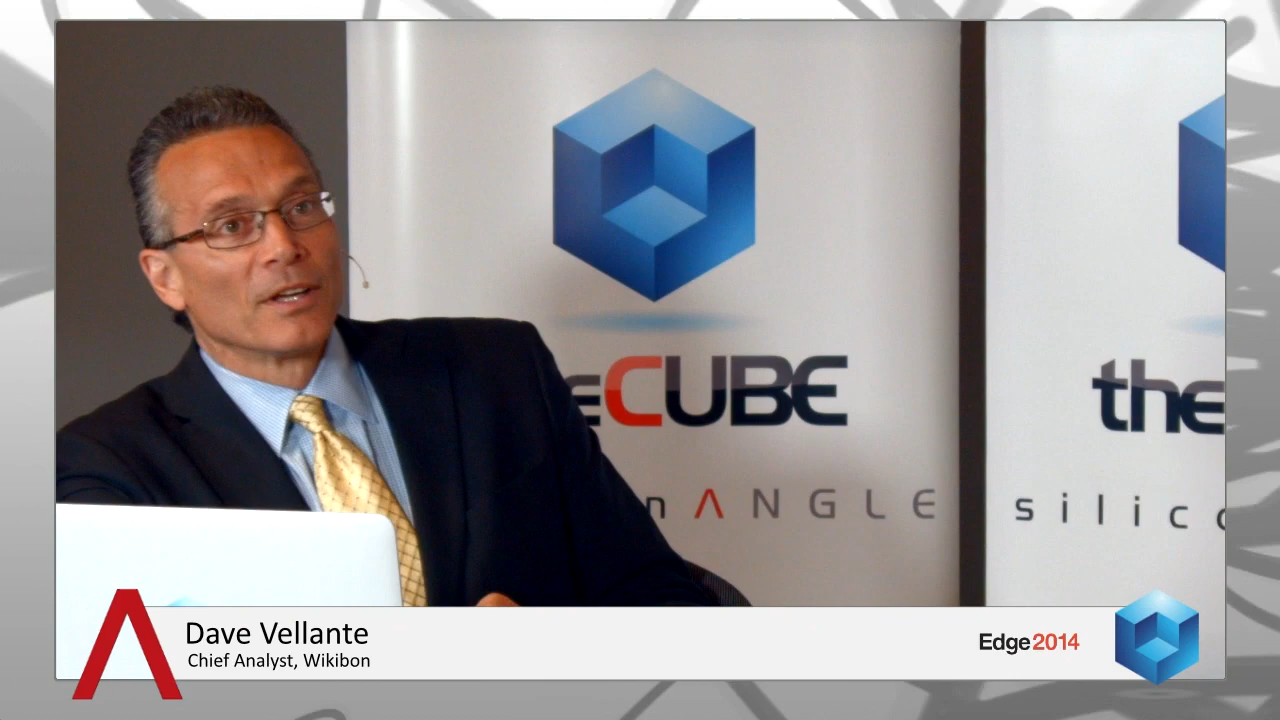 eCUBE
the
n ANGLE
silic
Dave Vellante
Chief Analyst, Wikibon
Edge2014